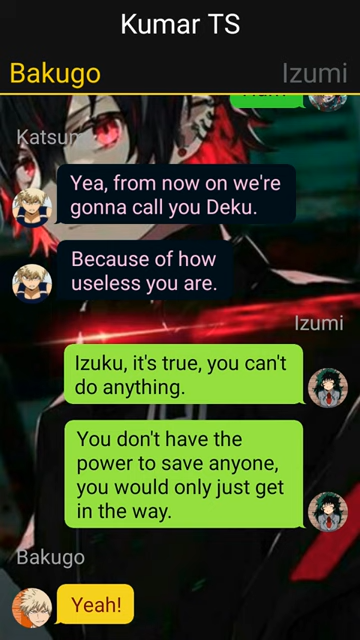 Kumar TS
Bakugo
Izumi
Yea, from now on we're
gonna call you Deku.
Because of how
useless you are.
Izumi
Izuku, it's true, you can't
do anything.
You don't have the
power to save anyone,
you would only just get
in the way.
Bakugo
Yeah!